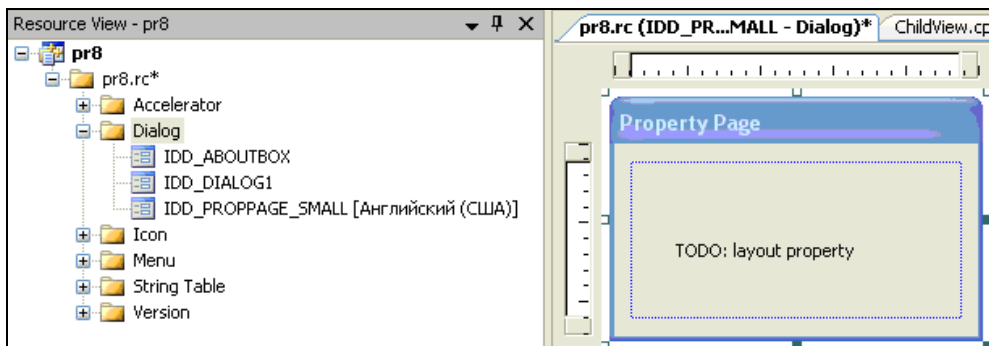 Resource View - pr8
pr8
pr8.rc*
Accelerator
Dialog
IDD_ABOUTBOX
IDD_DIALOG1
IDD_PROPPAGE_SMALL [Английский (США)]
Icon
Menu
String Table
Version
pr8.rc (IDD_PR...MALL - Dialog)* ChildView.cp
Property Page
TODO: layout property